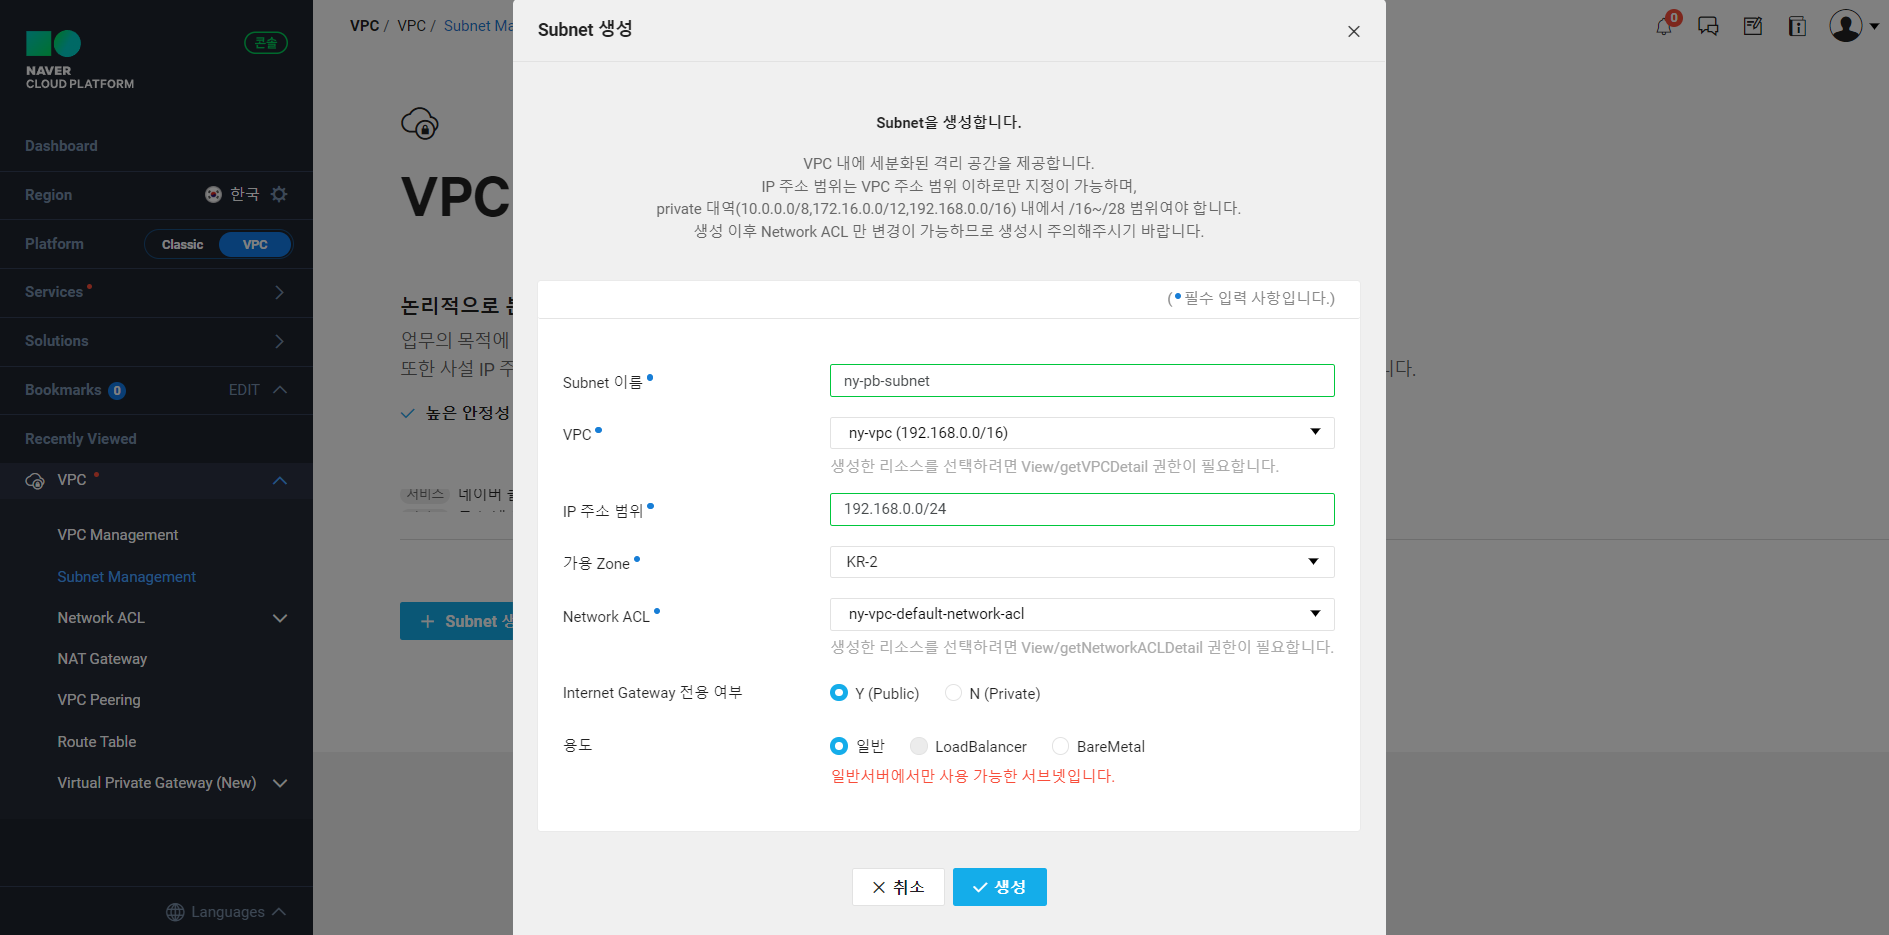 NAVER
CLOUD PLATFORM
콘솔
Dashboard
Region 한국
Platform Classic VPC
Services
Solutions
Bookmarks 0 EDIT
Recently Viewed
VPC
VPC Management
Subnet Management
Network ACL
NAT Gateway
VPC Peering
Route Table
Virtual Private Gateway (New)
Languages
VPC / VPC / Subnet Ma
0
VPC
논리적으로
업무의 목적에
또한 사설 IP 주
니다.
높은 안정성
서비스 네이버
Subnet 생
Subnet 생성
Subnet을 생성합니다.
VPC 내에 세분화된 격리 공간을 제공합니다.
IP 주소 범위는 VPC 주소 범위 이하로만 지정이 가능하며,
private 대역(10.0.0.0/8,172.16.0.0/12,192.168.0.0/16) 내에서 /16~/28 범위여야 합니다.
생성 이후 Network ACL 만 변경이 가능하므로 생성시 주의해주시기 바랍니다.
(•필수 입력 사항입니다.)
Subnet 이름• ny-pb-subnet
VPC• ny-vpc (192.168.0.0/16)
생성한 리소스를 선택하려면 View/getVPCDetail 권한이 필요합니다.
IP 주소 범위• 192.168.0.0/24
가용 Zone• KR-2
Network ACL• ny-vpc-default-network-acl
생성한 리소스를 선택하려면 View/getNetworkACLDetail 권한이 필요합니다.
Internet Gateway 전용 여부 Y (Public) N (Private)
용도 일반 LoadBalancer BareMetal
일반서버에서만 사용 가능한 서브넷입니다.
취소 생성